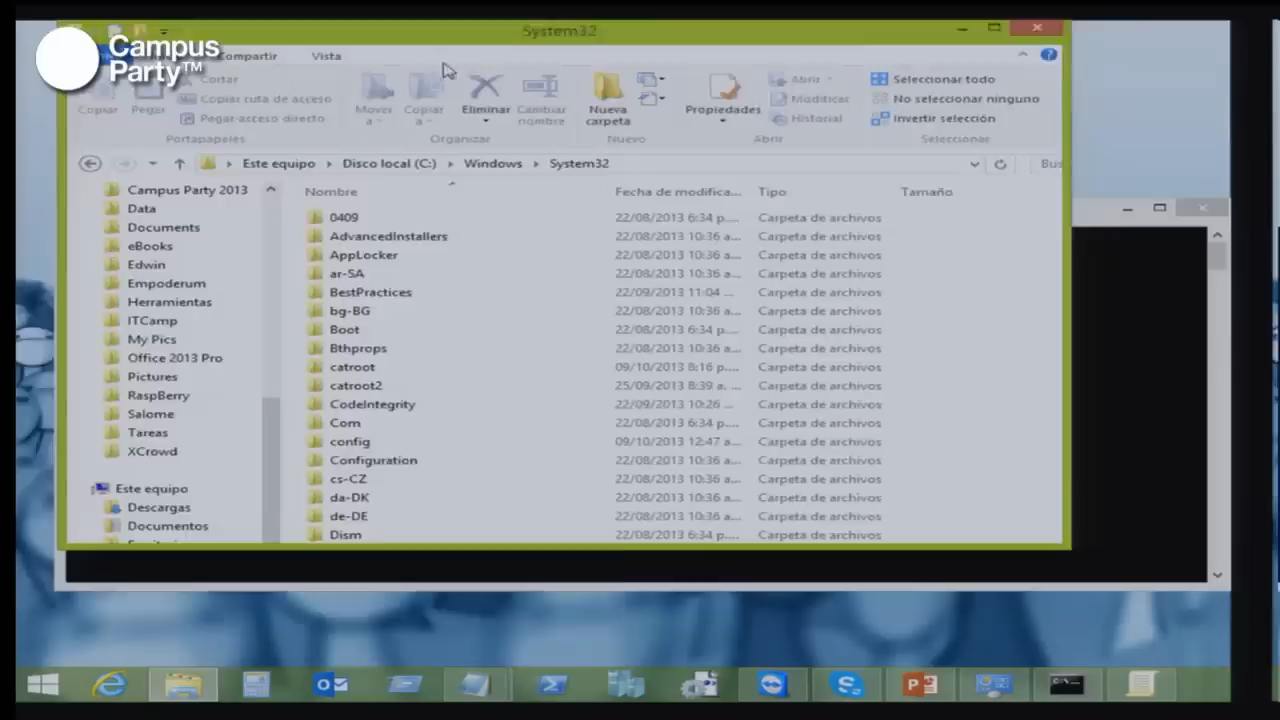 System32
Campus
Party™
Compartir
Vista
Cortar
Copiar ruta de acceso
Pegar acceso directo
Copiar
Pegar
Portapapeles
Mover
a
Copiar
a
Eliminar
Cambiar
nombre
Organizar
Nueva
carpeta
Nuevo
Propiedades
Abrir
Modificar
Historial
Abrir
Seleccionar todo
No seleccionar ninguno
Invertir selección
Seleccionar
Este equipo
Disco local (C:)
Windows
System32
Bus
Campus Party 2013
Data
Documents
eBooks
Edwin
Empoderum
Herramientas
ITCamp
My Pics
Office 2013 Pro
Pictures
RaspBerry
Salome
Tareas
XCrowd
Este equipo
Descargas
Documentos
Nombre Fecha de modifica... Tipo Tamaño
0409 22/08/2013 6:34 p.... Carpeta de archivos
AdvancedInstallers 22/08/2013 10:36 a... Carpeta de archivos
AppLocker 22/08/2013 10:36 a... Carpeta de archivos
ar-SA 22/08/2013 10:36 a... Carpeta de archivos
BestPractices 22/09/2013 11:04 ... Carpeta de archivos
bg-BG 22/08/2013 10:36 a... Carpeta de archivos
Boot 22/08/2013 6:34 p.... Carpeta de archivos
Bthprops 22/08/2013 10:36 a... Carpeta de archivos
catroot 09/10/2013 8:16 p.... Carpeta de archivos
catroot2 25/09/2013 8:39 a. ... Carpeta de archivos
CodeIntegrity 22/09/2013 10:26 ... Carpeta de archivos
Com 22/08/2013 6:34 p.... Carpeta de archivos
config 09/10/2013 12:47 a... Carpeta de archivos
Configuration 22/08/2013 10:36 a... Carpeta de archivos
cs-CZ 22/08/2013 10:36 a... Carpeta de archivos
da-DK 22/08/2013 10:36 a... Carpeta de archivos
de-DE 22/08/2013 10:36 a... Carpeta de archivos
Dism 22/08/2013 6:34 p.... Carpeta de archivos